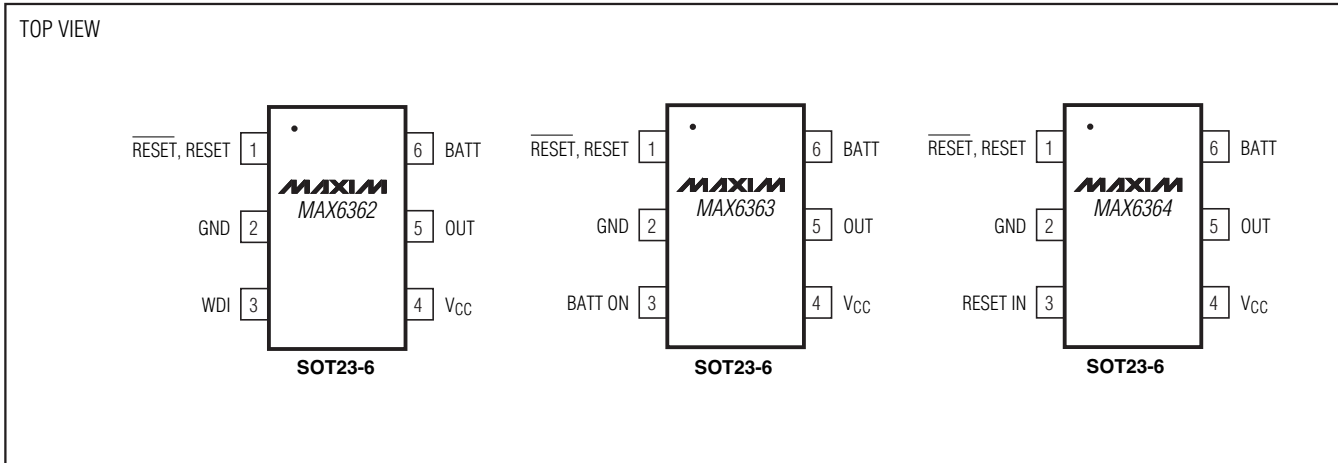 TOP VIEW
RESET, RESET 1 6 BATT
MAXIM
MAX6362
GND 2 5 OUT
WDI 3 4 VCC
SOT23-6
RESET, RESET 1 6 BATT
MAXIM
MAX6363
GND 2 5 OUT
BATT ON 3 4 VCC
SOT23-6
RESET, RESET 1 6 BATT
MAXIM
MAX6364
GND 2 5 OUT
RESET IN 3 4 VCC
SOT23-6